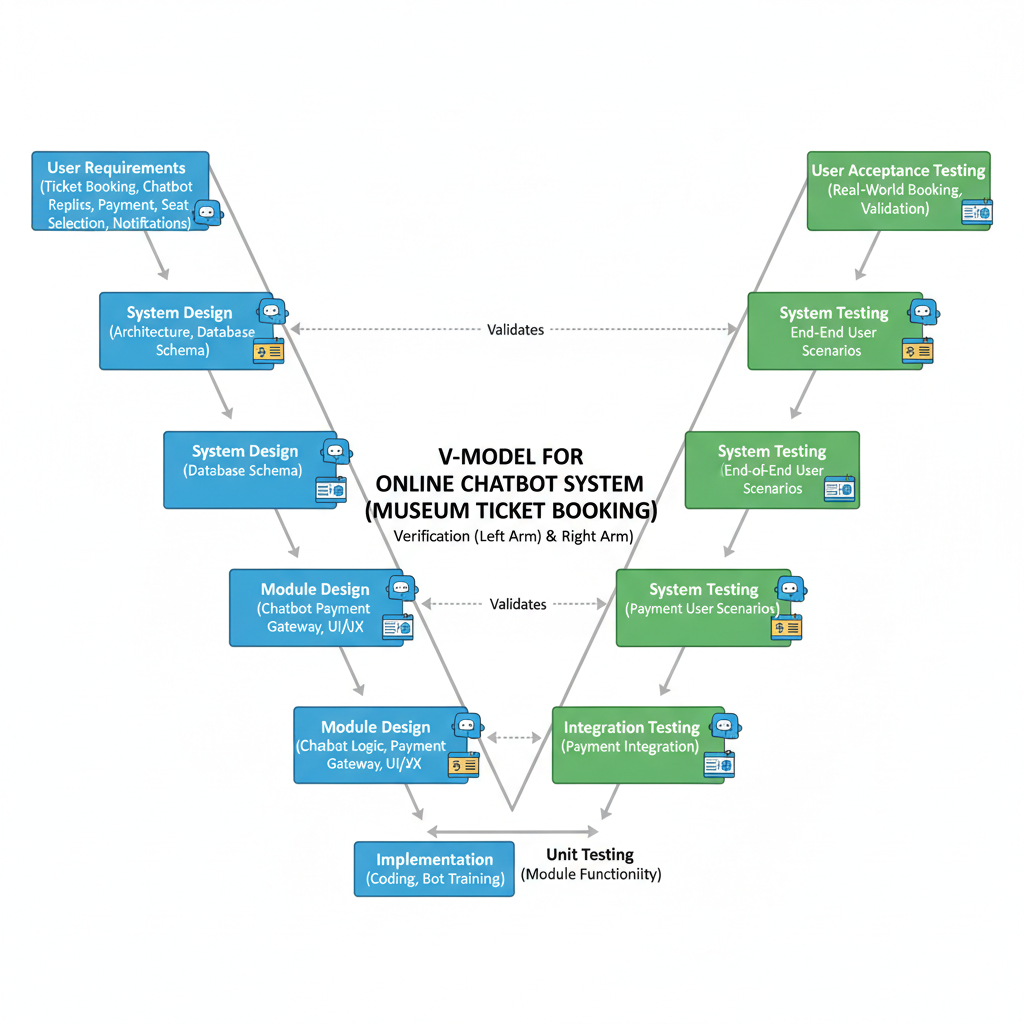 User Requirements
(Ticket Booking, Chatbot
Replics, Payment, Seat
Selection, Notifications)
User Acceptance Testing
(Real-World Booking,
Validation)
System Design
(Architecture, Database
Schema)
Validates
System Testing
End-End User
Scenarios
System Design
(Database Schema)
V-MODEL FOR
ONLINE CHATBOT SYSTEM
(MUSEUM TICKET BOOKING)
Verification (Left Arm) & Right Arm)
System Testing
(End-of-End User
Scenarios
Module Design
(Chatbot Payment
Gateway, UI/JX
Validates
System Testing
(Payment User Scenarios)
Module Design
(Chabat Logic, Payment
Gateway, UI/JX
Integration Testing
(Payment Integration)
Implementation
(Coding, Bot Training)
Unit Testing
(Module Functioniity)